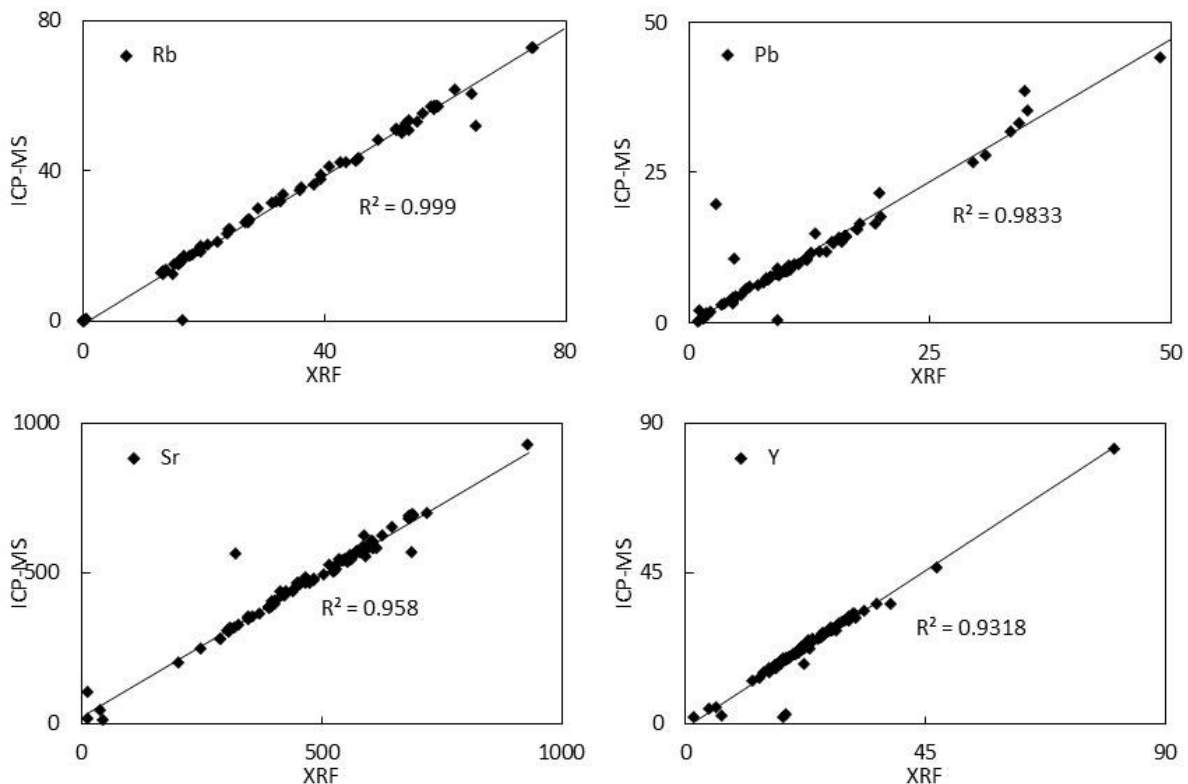 80
Rb
ICP-MS
40
R² = 0.999
0
0 40 80
XRF
50
Pb
ICP-MS
25
R² = 0.9833
0
0 25 50
XRF
1000
Sr
ICP-MS
500
R² = 0.958
0
0 500 1000
XRF
90
Y
ICP-MS
45
R² = 0.9318
0
0 45 90
XRF